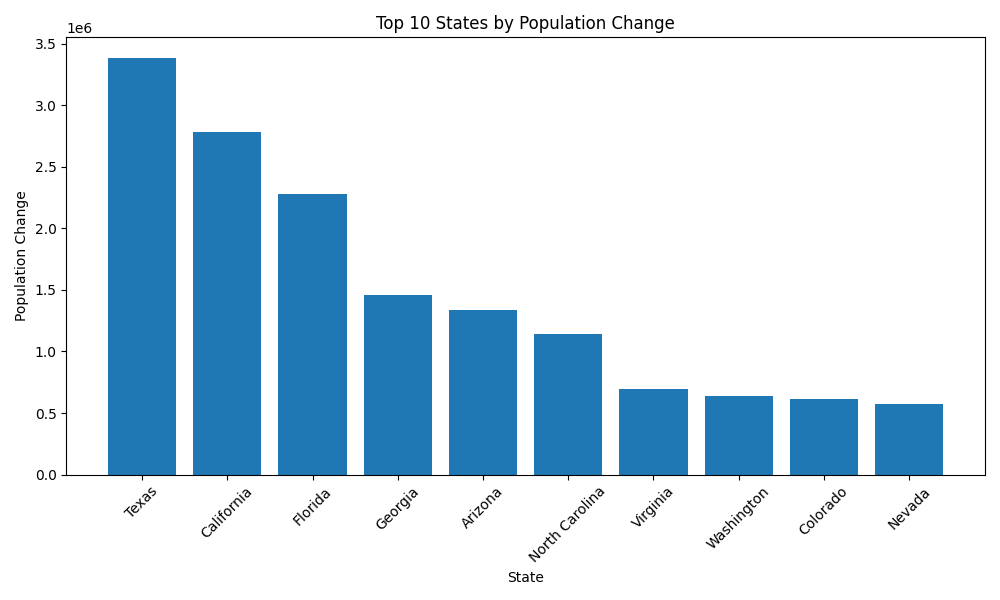 Top 10 States by Population Change
1e6
3.5
3.0
2.5
2.0
1.5
1.0
0.5
0.0
Population Change
Texas
California
Florida
Georgia
Arizona
North Carolina
Virginia
Washington
Colorado
Nevada
State